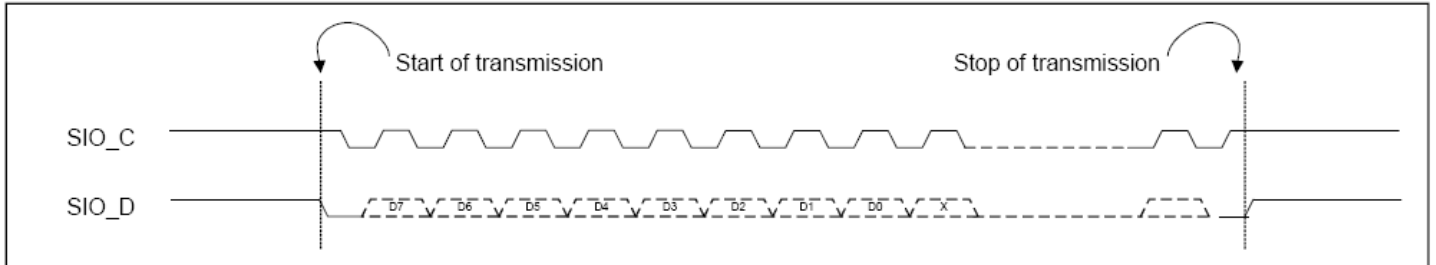 Start of transmission Stop of transmission
SIO_C
SIO_D D7 D6 D5 D4 D3 D2 D1 D0 X